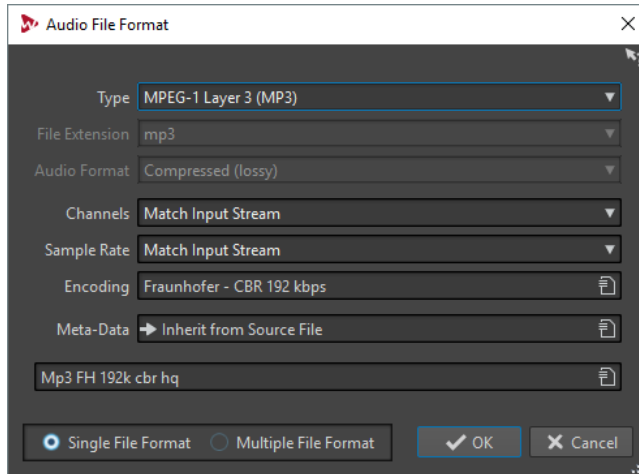 Audio File Format
Type MPEG-1 Layer 3 (MP3)
File Extension mp3
Audio Format Compressed (lossy)
Channels Match Input Stream
Sample Rate Match Input Stream
Encoding Fraunhofer - CBR 192 kbps
Meta-Data Inherit from Source File
Mp3 FH 192k cbr hq
Single File Format Multiple File Format OK Cancel